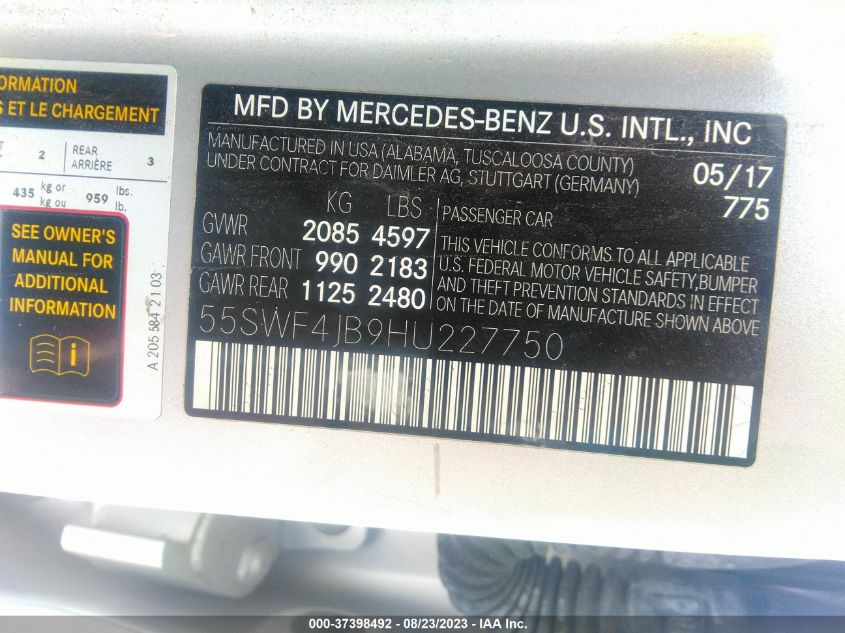 ORMATION
S ET LE CHARGEMENT
2 REAR ARRIÈRE 3
435 kg or kg ou 959 lbs. lb.
SEE OWNER'S
MANUAL FOR
ADDITIONAL
INFORMATION
A 205 584 21 03
MFD BY MERCEDES-BENZ U.S. INTL., INC
MANUFACTURED IN USA (ALABAMA, TUSCALOOSA COUNTY)
UNDER CONTRACT FOR DAIMLER AG, STUTTGART (GERMANY)
05/17
775
KG LBS
GVWR 2085 4597
GAWR FRONT 990 2183
GAWR REAR 1125 2480
PASSENGER CAR
THIS VEHICLE CONFORMS TO ALL APPLICABLE
U.S. FEDERAL MOTOR VEHICLE SAFETY,BUMPER
AND THEFT PREVENTION STANDARDS IN EFFECT
ON THE DATE OF MANUFACTURE SHOWN ABOVE
55SWF4JB9HU227750
000-37398492 - 08/23/2023 - IAA Inc.